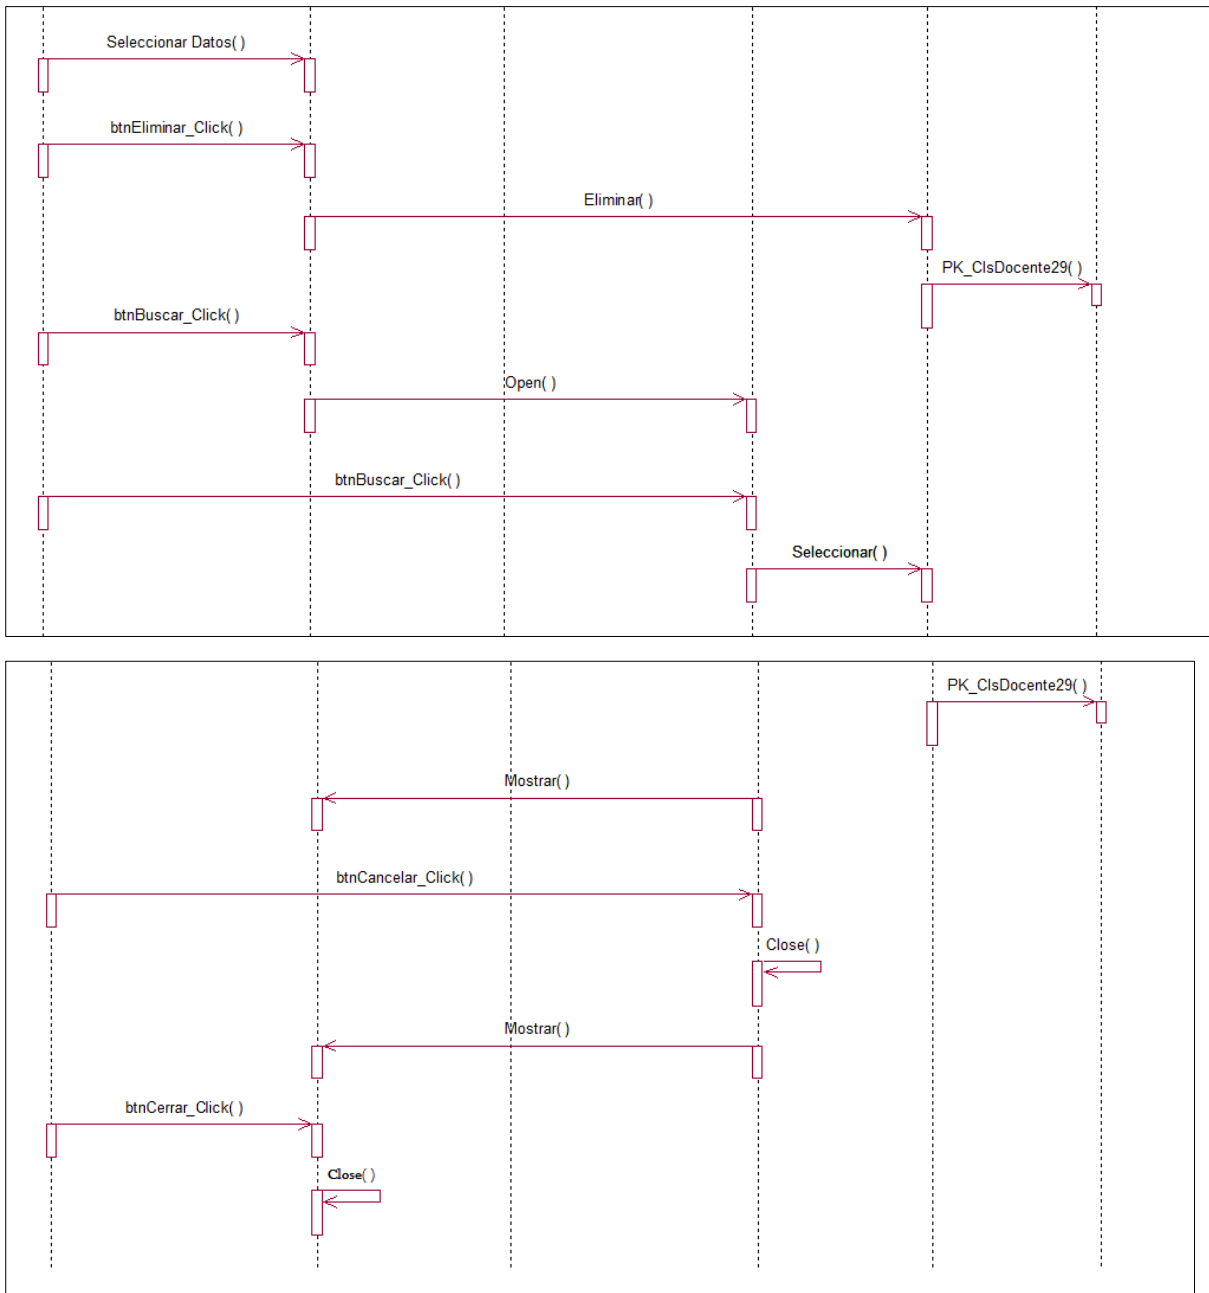 Seleccionar Datos( )
btnEliminar_Click( )
Eliminar( )
PK_ClsDocente29( )
btnBuscar_Click( )
Open( )
btnBuscar_Click( )
Seleccionar( )
PK_ClsDocente29( )
Mostrar( )
btnCancelar_Click( )
Close( )
Mostrar( )
btnCerrar_Click( )
Close( )